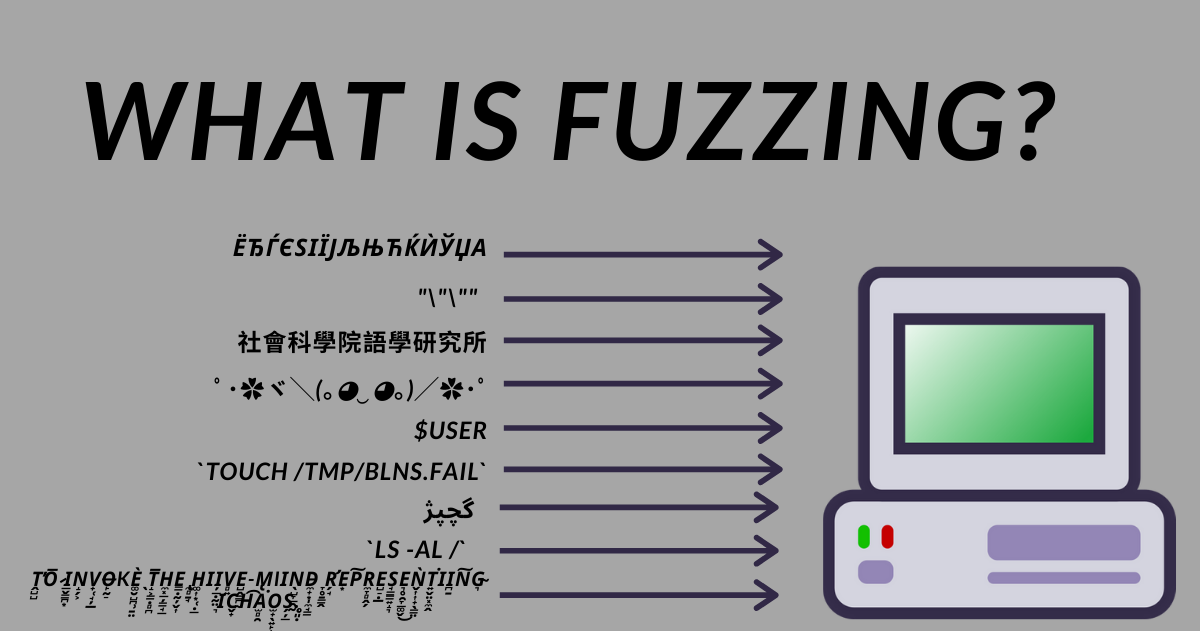 WHAT IS FUZZING?
ЁЂЃЄЅІЇЈЉЊЋЌЍЎЏА
"\"\""
社會科學院語學研究所
ﾟ・✿ヾ╲(｡◕‿◕｡)╱✿・ﾟ
$USER
`TOUCH /TMP/BLNS.FAIL`
گچپژ
`LS -AL /`
TO INVOKE THE HIIVE-MIIND REPRESENTIING
ICHAOS